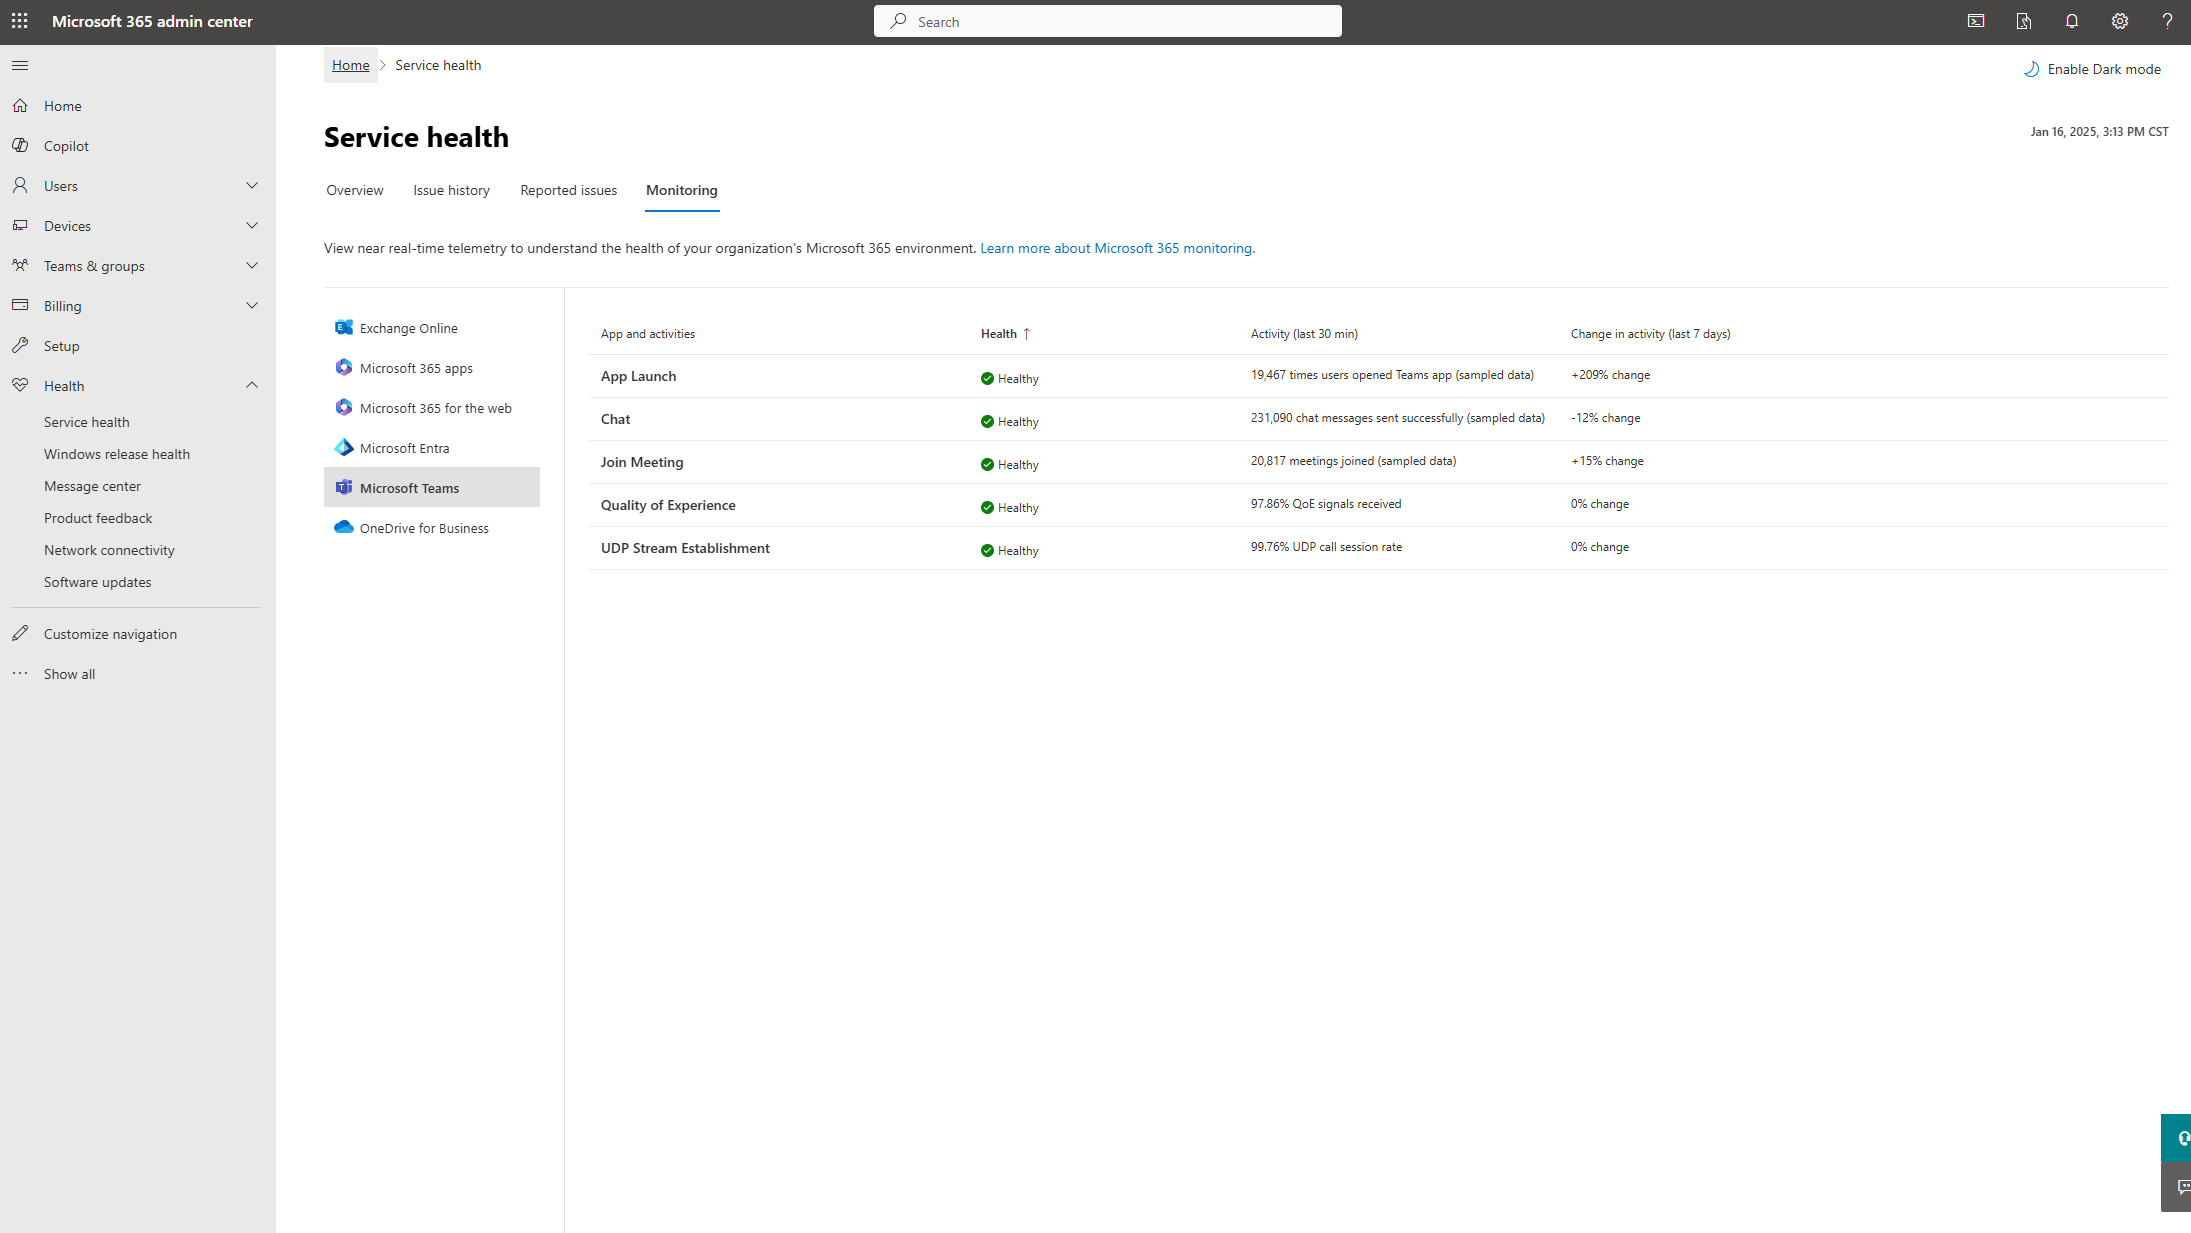 Microsoft 365 admin center
Search
Home
Copilot
Users
Devices
Teams & groups
Billing
Setup
Health
Service health
Windows release health
Message center
Product feedback
Network connectivity
Software updates
Customize navigation
Show all
Home > Service health
Enable Dark mode
Service health
Jan 16, 2025, 3:13 PM CST
Overview Issue history Reported issues Monitoring
View near real-time telemetry to understand the health of your organization's Microsoft 365 environment. Learn more about Microsoft 365 monitoring.
Exchange Online
Microsoft 365 apps
Microsoft 365 for the web
Microsoft Entra
Microsoft Teams
OneDrive for Business
App and activities Health ↑ Activity (last 30 min) Change in activity (last 7 days)
App Launch Healthy 19,467 times users opened Teams app (sampled data) +209% change
Chat Healthy 231,090 chat messages sent successfully (sampled data) -12% change
Join Meeting Healthy 20,817 meetings joined (sampled data) +15% change
Quality of Experience Healthy 97.86% QoE signals received 0% change
UDP Stream Establishment Healthy 99.76% UDP call session rate 0% change